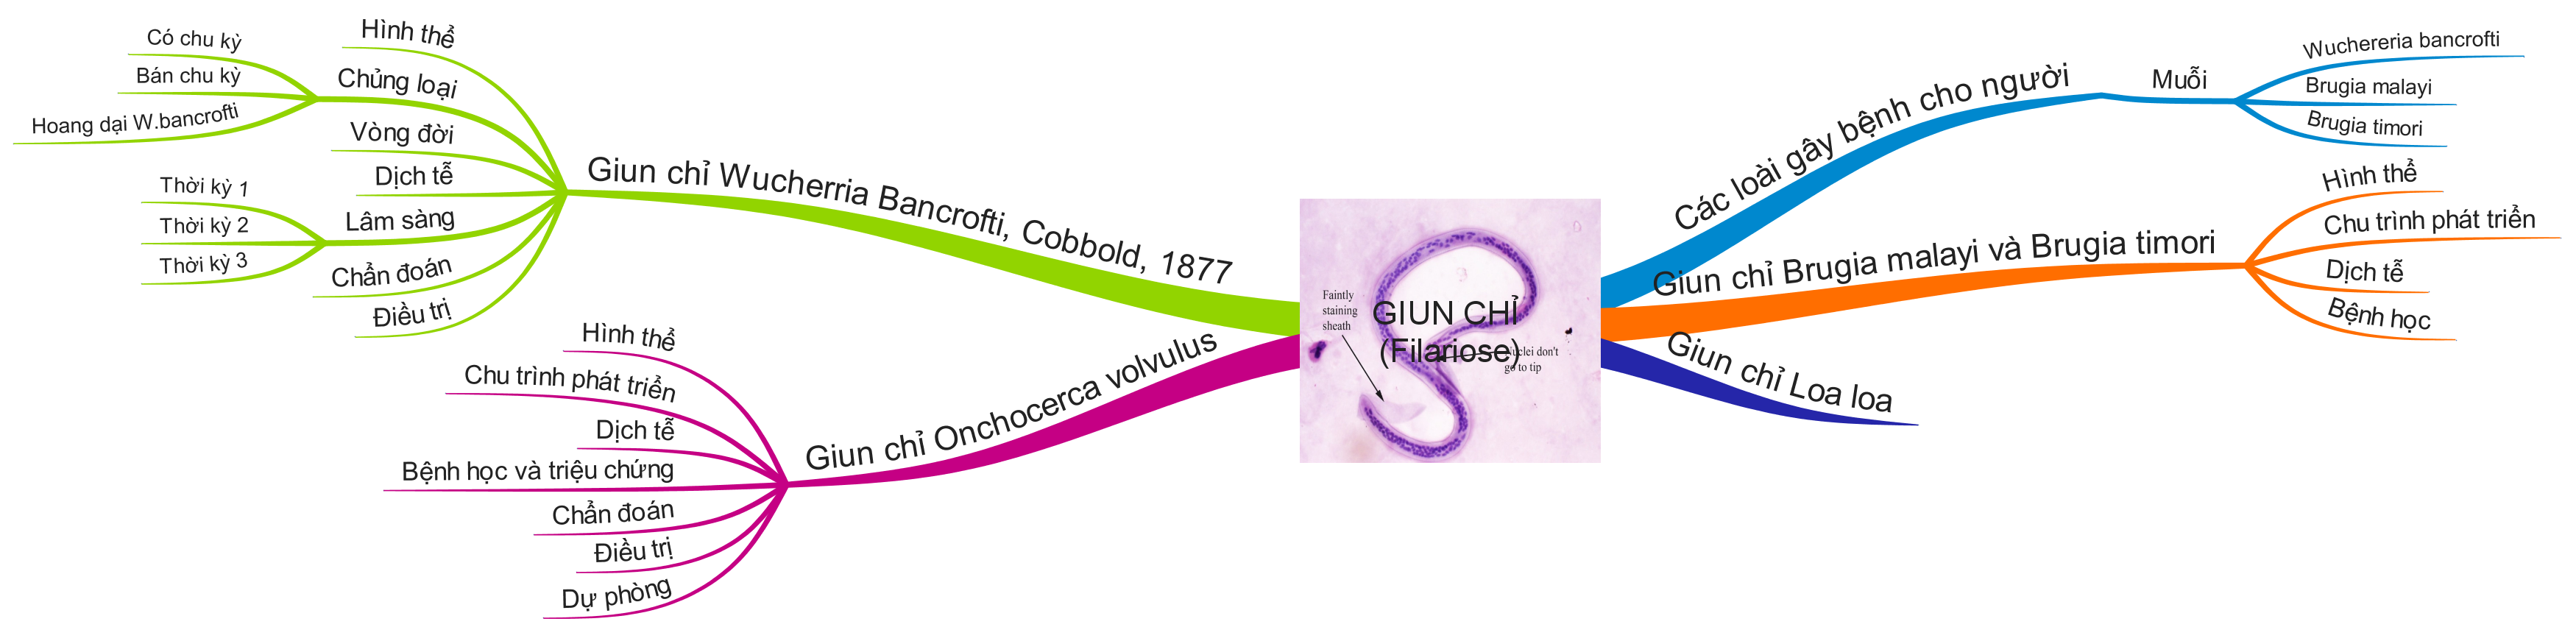 GIUN CHỈ
(Filariose)
Faintly
staining
sheath
Nuclei don't
go to tip
Các loài gây bệnh cho người
Muỗi
Wuchereria bancrofti
Brugia malayi
Brugia timori
Giun chỉ Brugia malayi và Brugia timori
Hình thể
Chu trình phát triển
Dịch tễ
Bệnh học
Giun chỉ Loa loa
Giun chỉ Wucherria Bancrofti, Cobbold, 1877
Hình thể
Chủng loại
Có chu kỳ
Bán chu kỳ
Hoang dại W.bancrofti
Vòng đời
Dịch tễ
Lâm sàng
Thời kỳ 1
Thời kỳ 2
Thời kỳ 3
Chẩn đoán
Điều trị
Giun chỉ Onchocerca volvulus
Hình thể
Chu trình phát triển
Dịch tễ
Bệnh học và triệu chứng
Chẩn đoán
Điều trị
Dự phòng